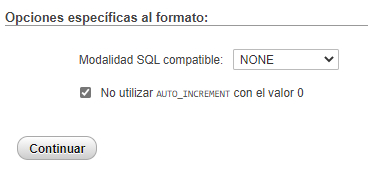 Opciones específicas al formato:
Modalidad SQL compatible: NONE
No utilizar AUTO_INCREMENT con el valor 0
Continuar